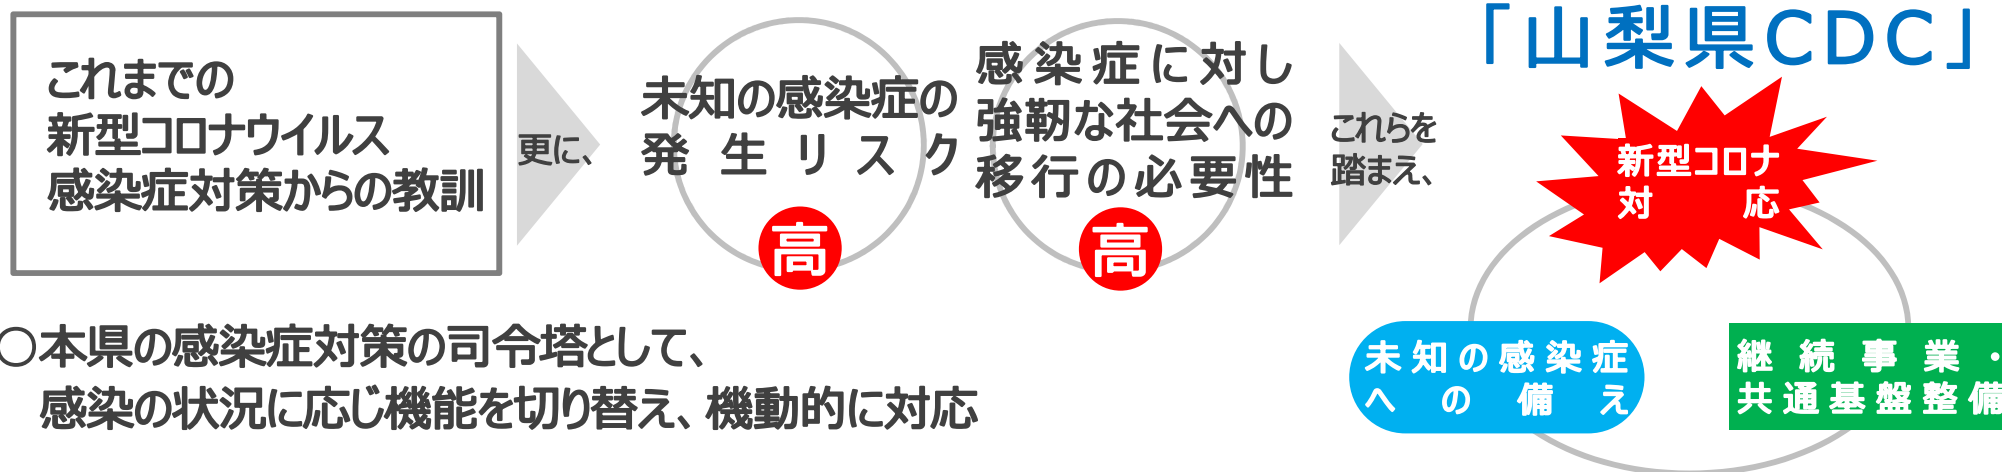 これまでの
新型コロナウイルス
感染症対策からの教訓
更に、
未知の感染症の
発生リスク
高
感染症に対し
強靭な社会への
移行の必要性
高
これらを
踏まえ、
「山梨県CDC」
新型コロナ
対応
未知の感染症
への備え
継続事業・
共通基盤整備
○本県の感染症対策の司令塔として、
感染の状況に応じ機能を切り替え、機動的に対応